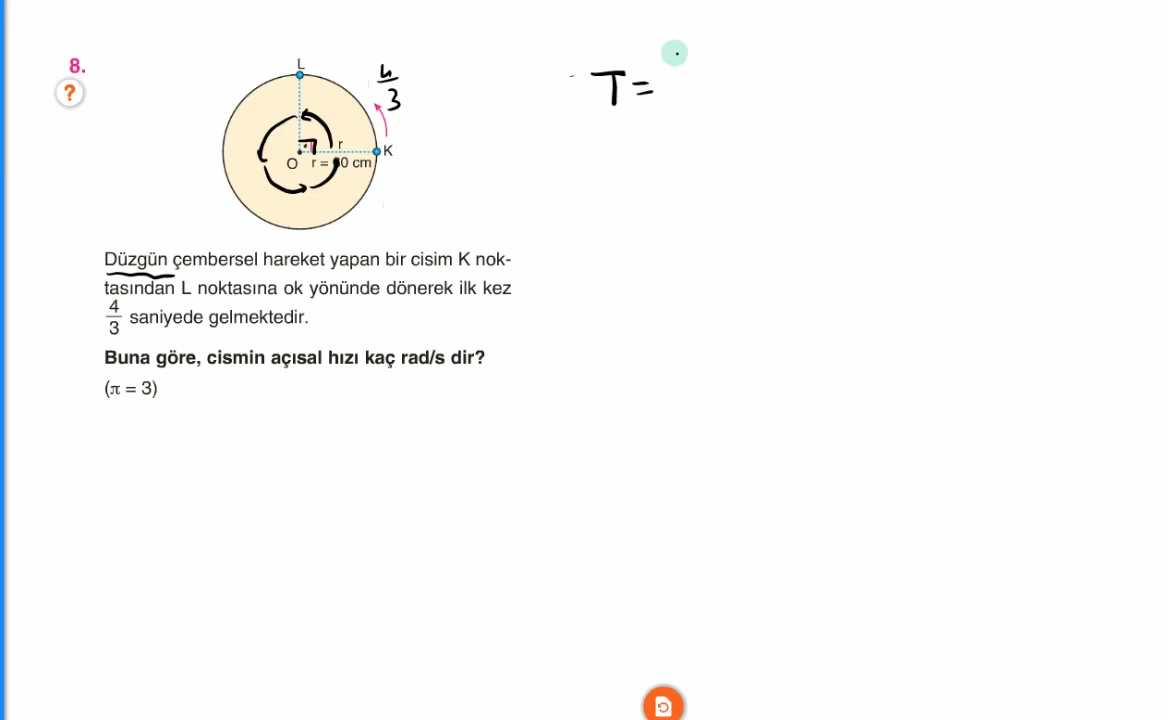 8.
?
L
4/3
T =
r
K
O r = 0 cm
Düzgün çembersel hareket yapan bir cisim K nok-
tasından L noktasına ok yönünde dönerek ilk kez
4/3 saniyede gelmektedir.
Buna göre, cismin açısal hızı kaç rad/s dir?
(π = 3)